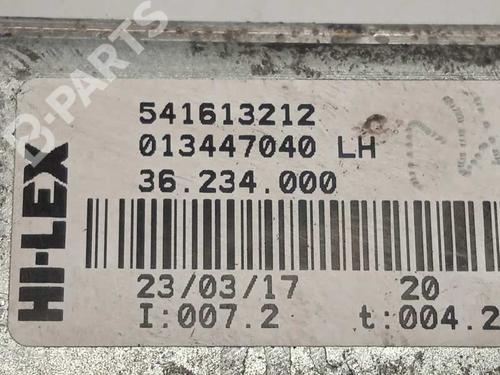 B-PARTS
HI-LEX
541613212
013447040 LH
36.234.000
23/03/17 20
I:007.2 t:004.2